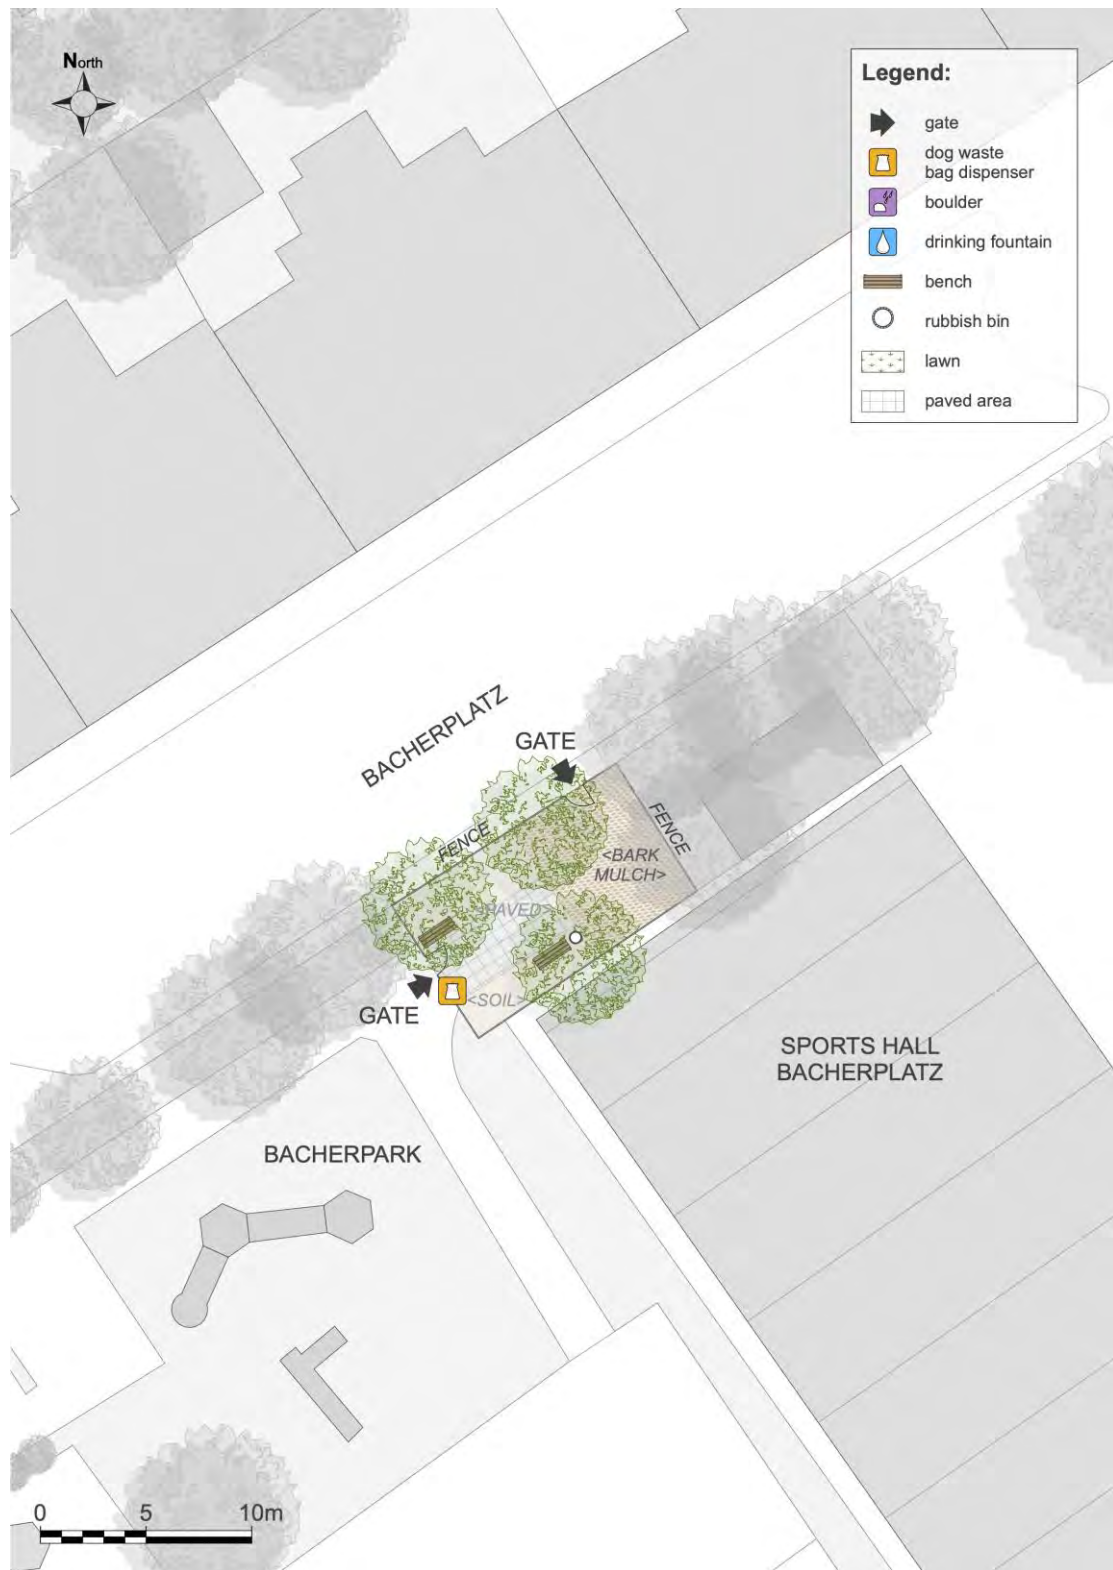 North
Legend:
gate
dog waste
bag dispenser
boulder
drinking fountain
bench
rubbish bin
lawn
paved area
BACHERPLATZ
GATE
FENCE
FENCE
<BARK
MULCH>
<PAVED>
<SOIL>
GATE
SPORTS HALL
BACHERPLATZ
BACHERPARK
0 5 10m